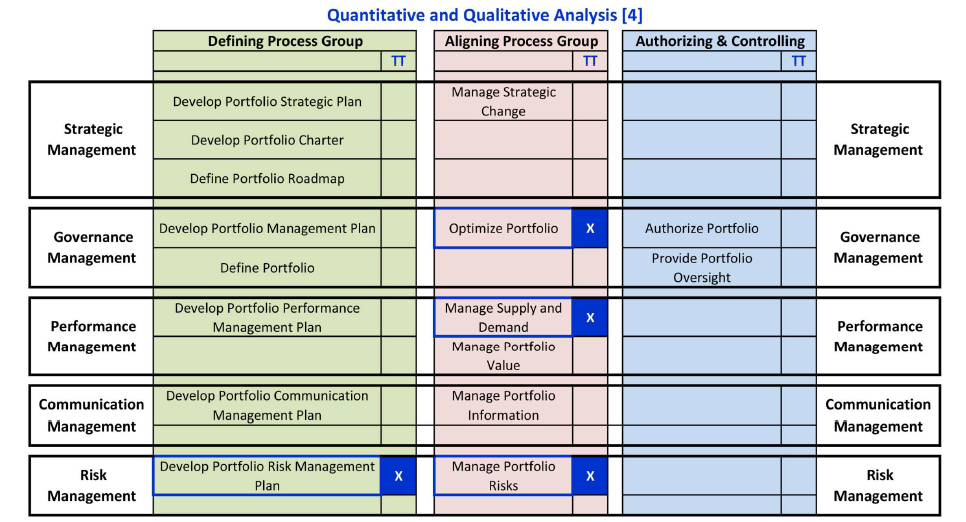 Quantitative and Qualitative Analysis [4]
Defining Process Group
Aligning Process Group
Authorizing & Controlling
TT
TT
TT
Strategic
Management
Develop Portfolio Strategic Plan
Develop Portfolio Charter
Define Portfolio Roadmap
Manage Strategic
Change
Strategic
Management
Governance
Management
Develop Portfolio Management Plan
Define Portfolio
Optimize Portfolio
X
Authorize Portfolio
Provide Portfolio
Oversight
Governance
Management
Performance
Management
Develop Portfolio Performance
Management Plan
Manage Supply and
Demand
X
Manage Portfolio
Value
Performance
Management
Communication
Management
Develop Portfolio Communication
Management Plan
Manage Portfolio
Information
Communication
Management
Risk
Management
Develop Portfolio Risk Management
Plan
X
Manage Portfolio
Risks
X
Risk
Management